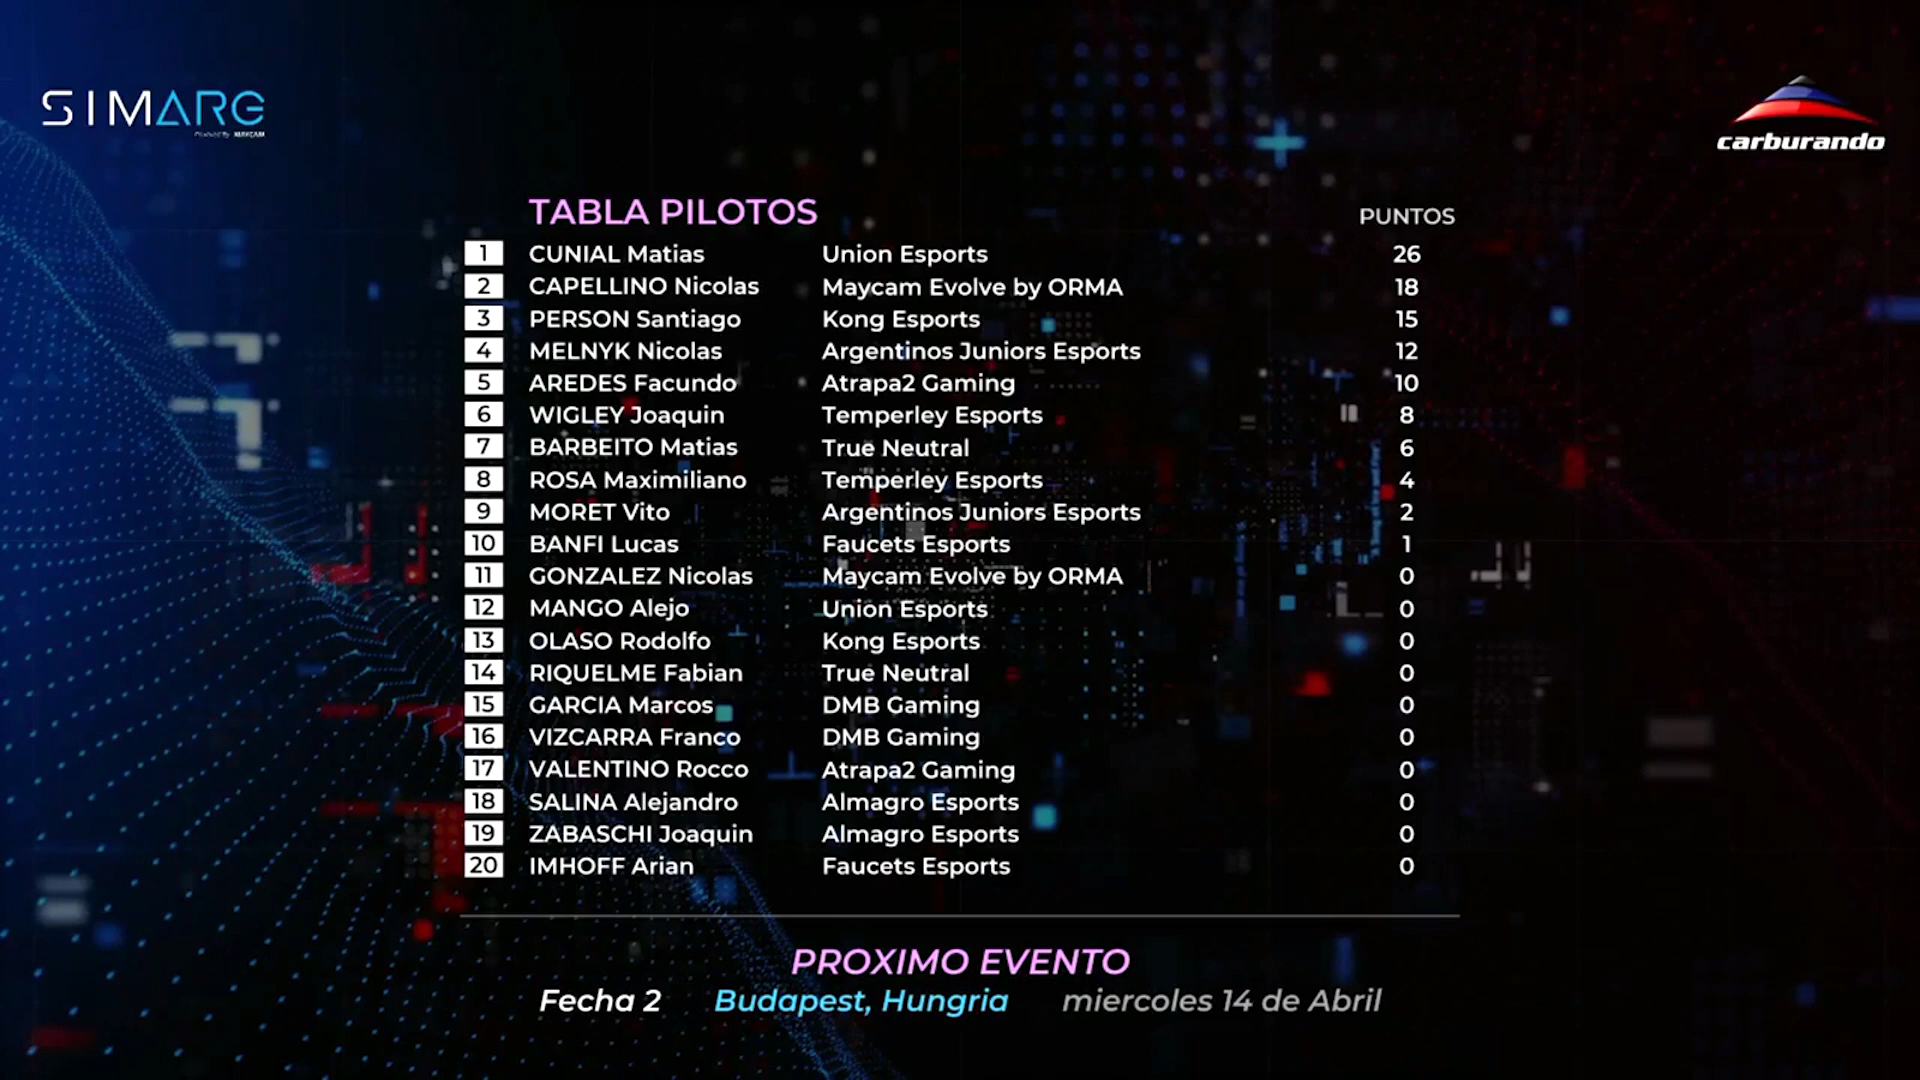 SIMARG
Produced By MAYCAM
carburando
TABLA PILOTOS PUNTOS
1 CUNIAL Matias Union Esports 26
2 CAPELLINO Nicolas Maycam Evolve by ORMA 18
3 PERSON Santiago Kong Esports 15
4 MELNYK Nicolas Argentinos Juniors Esports 12
5 AREDES Facundo Atrapa2 Gaming 10
6 WIGLEY Joaquin Temperley Esports 8
7 BARBEITO Matias True Neutral 6
8 ROSA Maximiliano Temperley Esports 4
9 MORET Vito Argentinos Juniors Esports 2
10 BANFI Lucas Faucets Esports 1
11 GONZALEZ Nicolas Maycam Evolve by ORMA 0
12 MANGO Alejo Union Esports 0
13 OLASO Rodolfo Kong Esports 0
14 RIQUELME Fabian True Neutral 0
15 GARCIA Marcos DMB Gaming 0
16 VIZCARRA Franco DMB Gaming 0
17 VALENTINO Rocco Atrapa2 Gaming 0
18 SALINA Alejandro Almagro Esports 0
19 ZABASCHI Joaquin Almagro Esports 0
20 IMHOFF Arian Faucets Esports 0
PROXIMO EVENTO
Fecha 2 Budapest, Hungria miercoles 14 de Abril